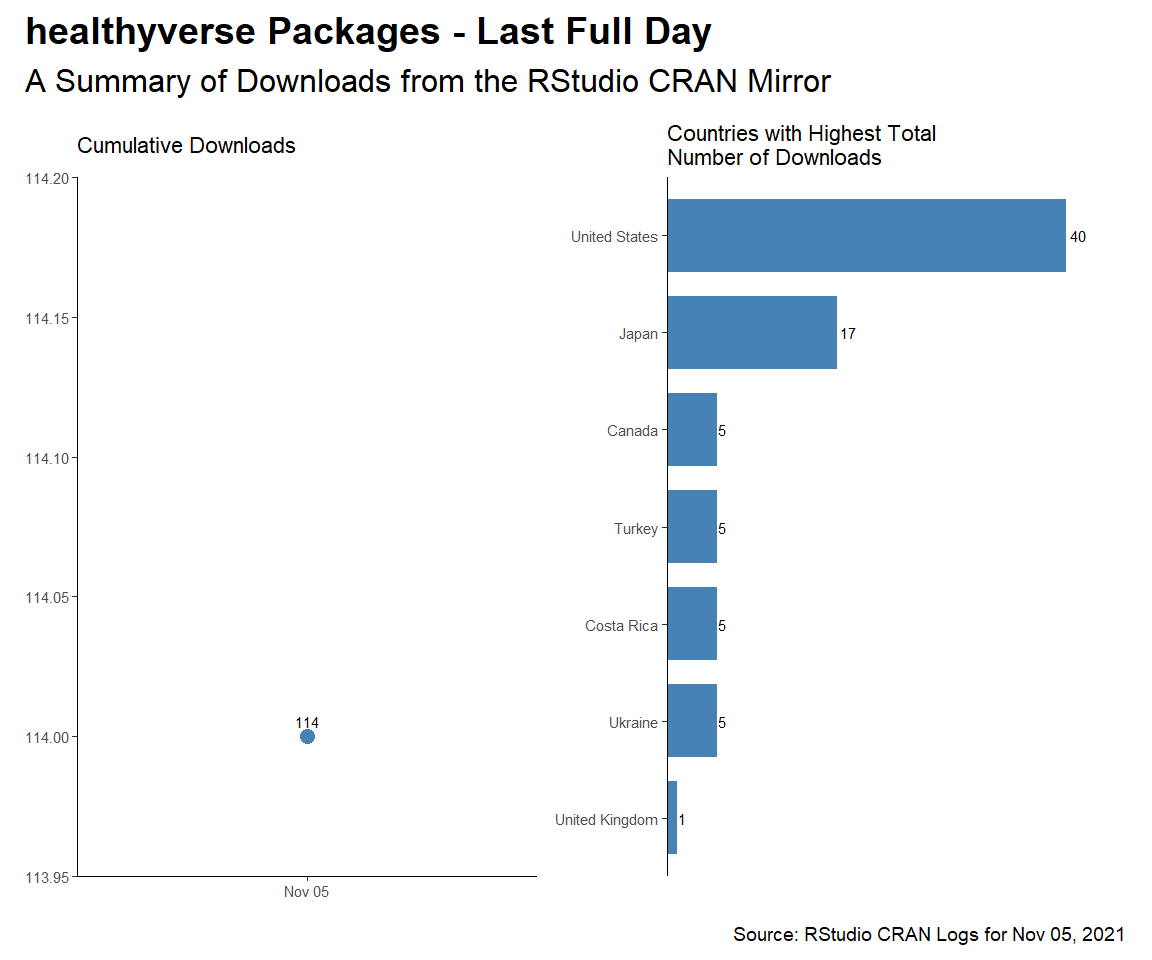 healthyverse Packages - Last Full Day
A Summary of Downloads from the RStudio CRAN Mirror
Cumulative Downloads
114.20
114.15
114.10
114.05
114.00
113.95
114
Nov 05
Countries with Highest Total
Number of Downloads
United States 40
Japan 17
Canada 5
Turkey 5
Costa Rica 5
Ukraine 5
United Kingdom 1
Source: RStudio CRAN Logs for Nov 05, 2021